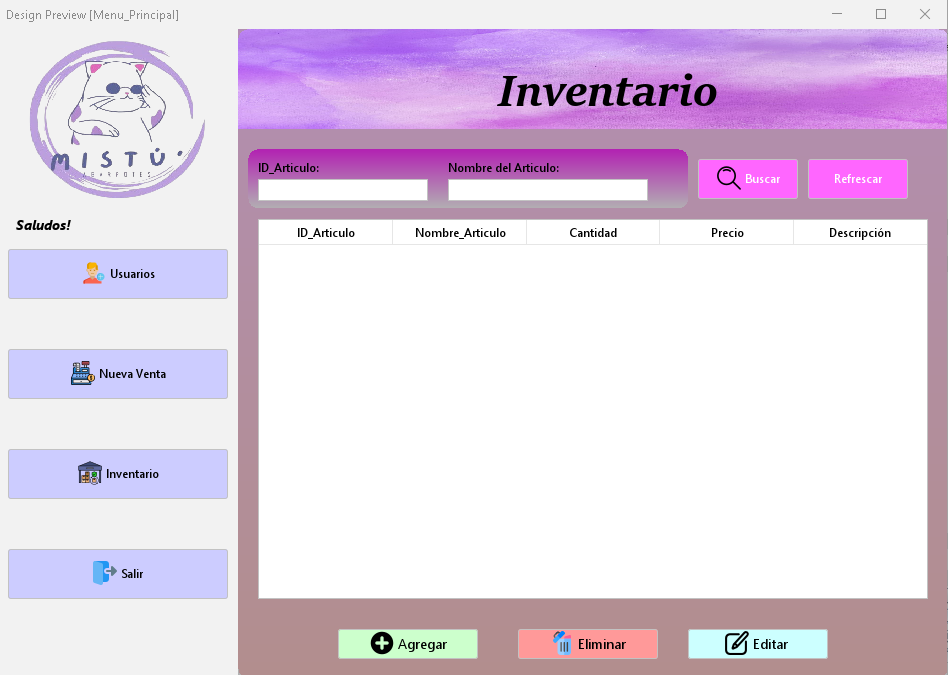 Design Preview [Menu_Principal]
MISTÚ
ABARROTES
Inventario
ID_Articulo:
Nombre del Articulo:
Buscar
Refrescar
Saludos!
Usuarios
Nueva Venta
Inventario
Salir
ID_Articulo Nombre_Articulo Cantidad Precio Descripción
Agregar
Eliminar
Editar